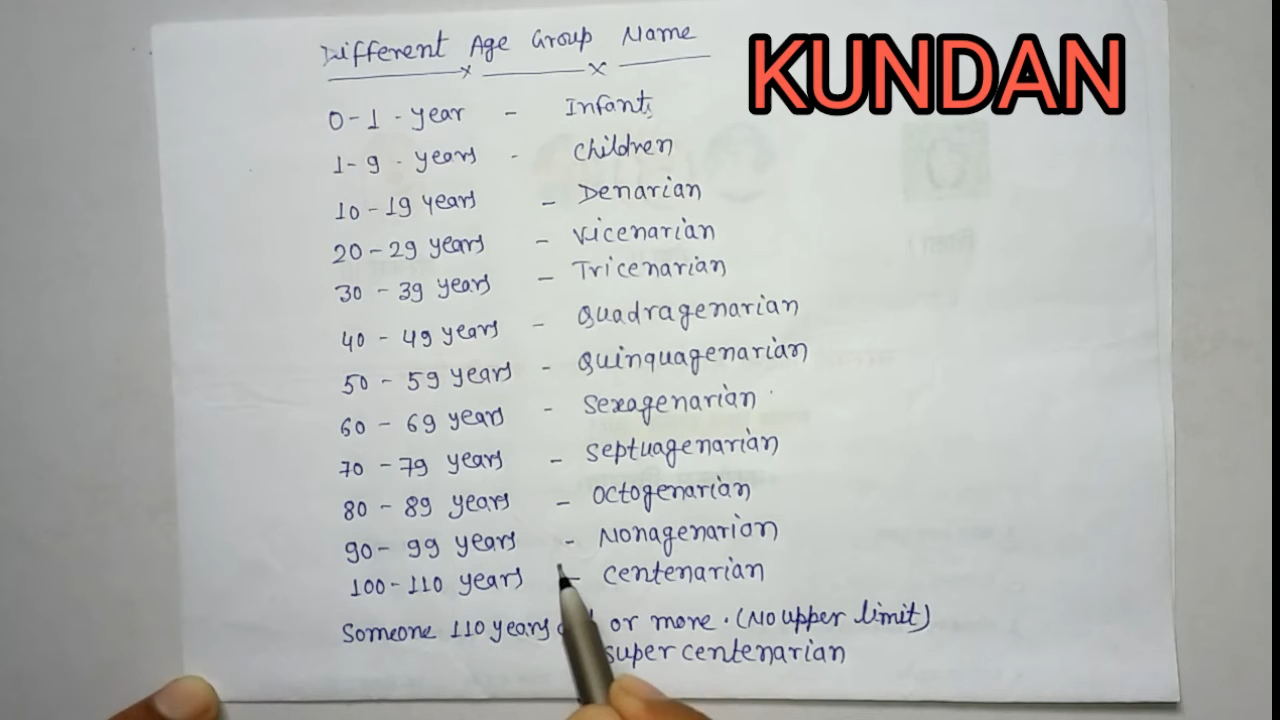 Different Age Group Name
KUNDAN
0-1 - year - Infants
1-9 - years - children
10-19 years - Denarian
20-29 years - Vicenarian
30-39 years - Tricenarian
40-49 years - Quadragenarian
50-59 years - Quinquagenarian
60-69 years - Sexagenarian
70-79 years - Septuagenarian
80-89 years - Octogenarian
90-99 years - Nonagenarian
100-110 years - Centenarian
Someone 110 years or more. (No upper limit)
super centenarian